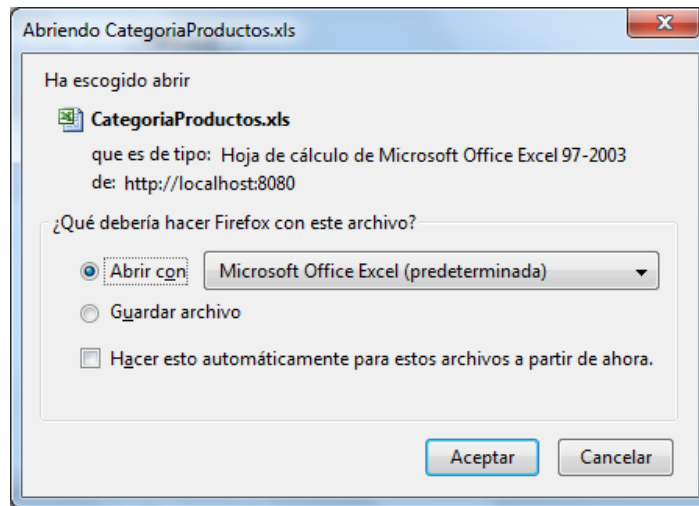 Abriendo CategoriaProductos.xls
Ha escogido abrir
CategoriaProductos.xls
que es de tipo: Hoja de cálculo de Microsoft Office Excel 97-2003
de: http://localhost:8080
¿Qué debería hacer Firefox con este archivo?
Abrir con Microsoft Office Excel (predeterminada)
Guardar archivo
Hacer esto automáticamente para estos archivos a partir de ahora.
Aceptar Cancelar